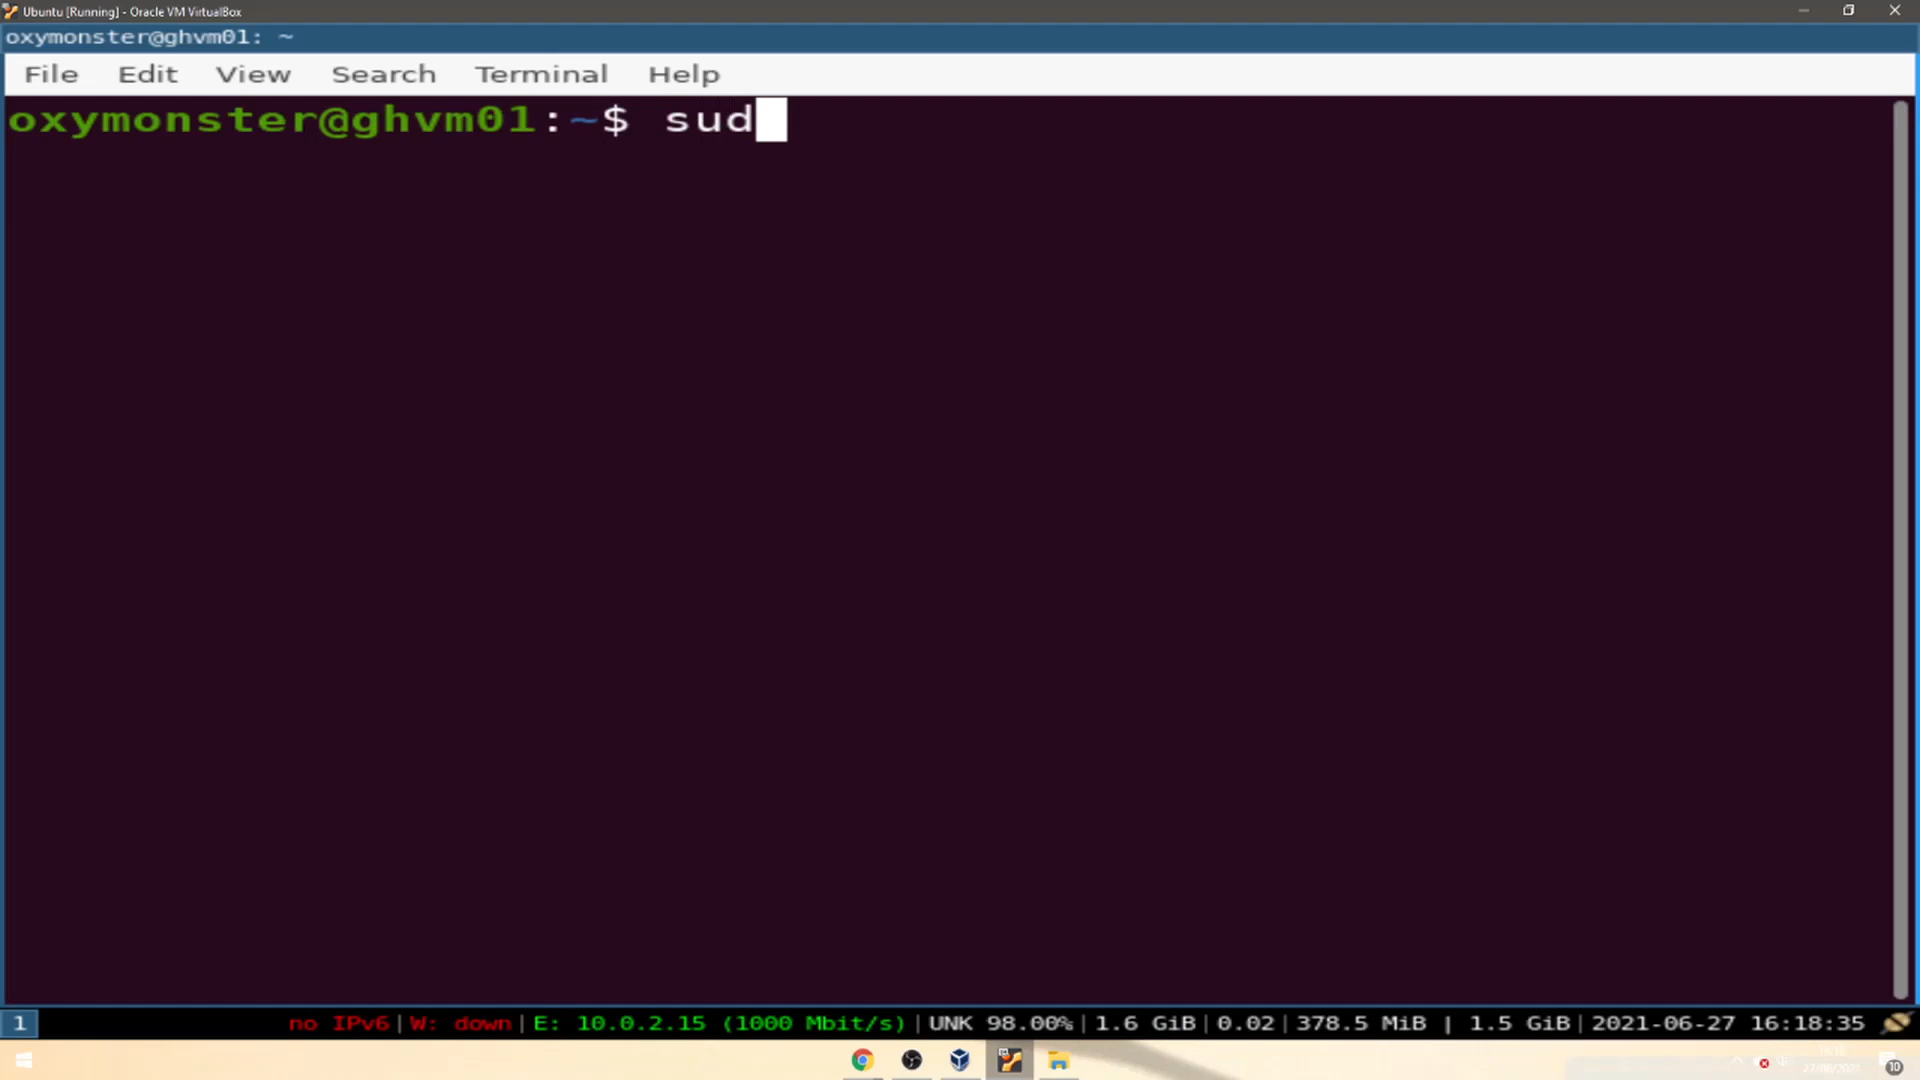 Ubuntu [Running] - Oracle VM VirtualBox
oxymonster@ghvm01: ~
File Edit View Search Terminal Help
oxymonster@ghvm01:~$ sud
1 no IPv6|W: down|E: 10.0.2.15 (1000 Mbit/s)|UNK 98.00%|1.6 GiB|0.02|378.5 MiB | 1.5 GiB|2021-06-27 16:18:35
10